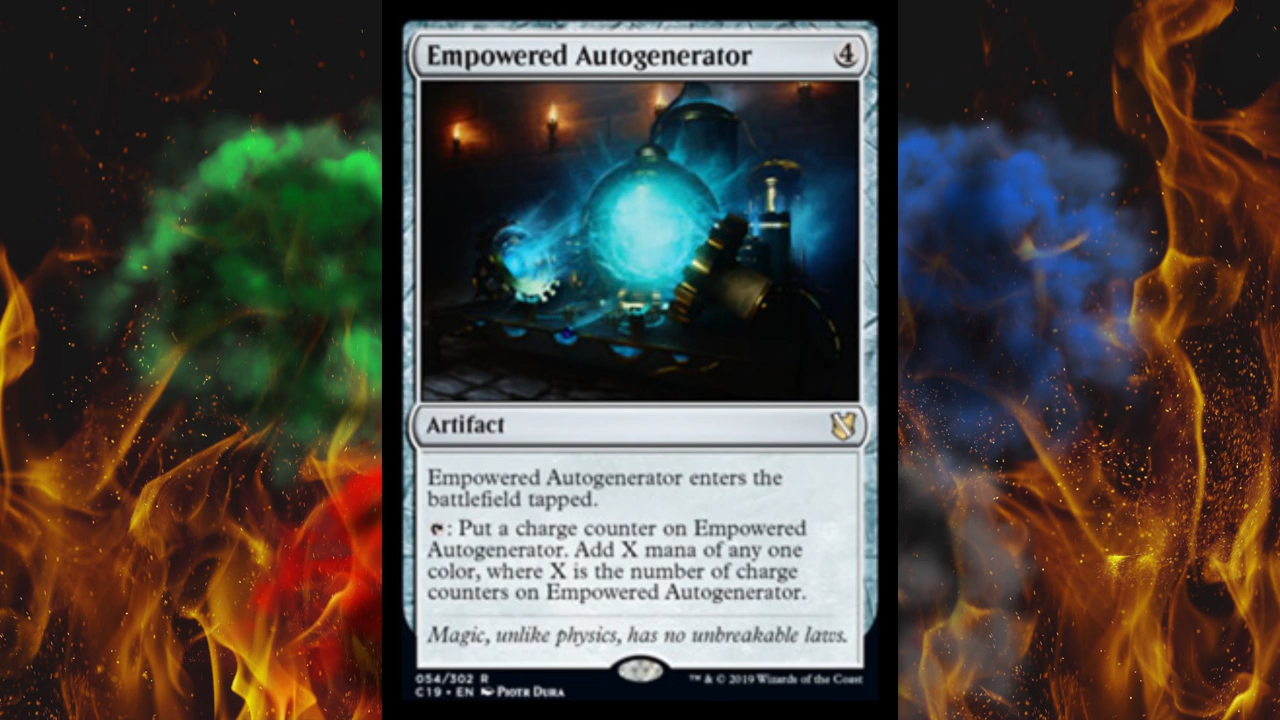 Empowered Autogenerator 4
Artifact
Empowered Autogenerator enters the
battlefield tapped.
: Put a charge counter on Empowered
Autogenerator. Add X mana of any one
color, where X is the number of charge
counters on Empowered Autogenerator.
Magic, unlike physics, has no unbreakable laws.
054/302 R
C19 • EN Piotr Dura
™ & © 2019 Wizards of the Coast